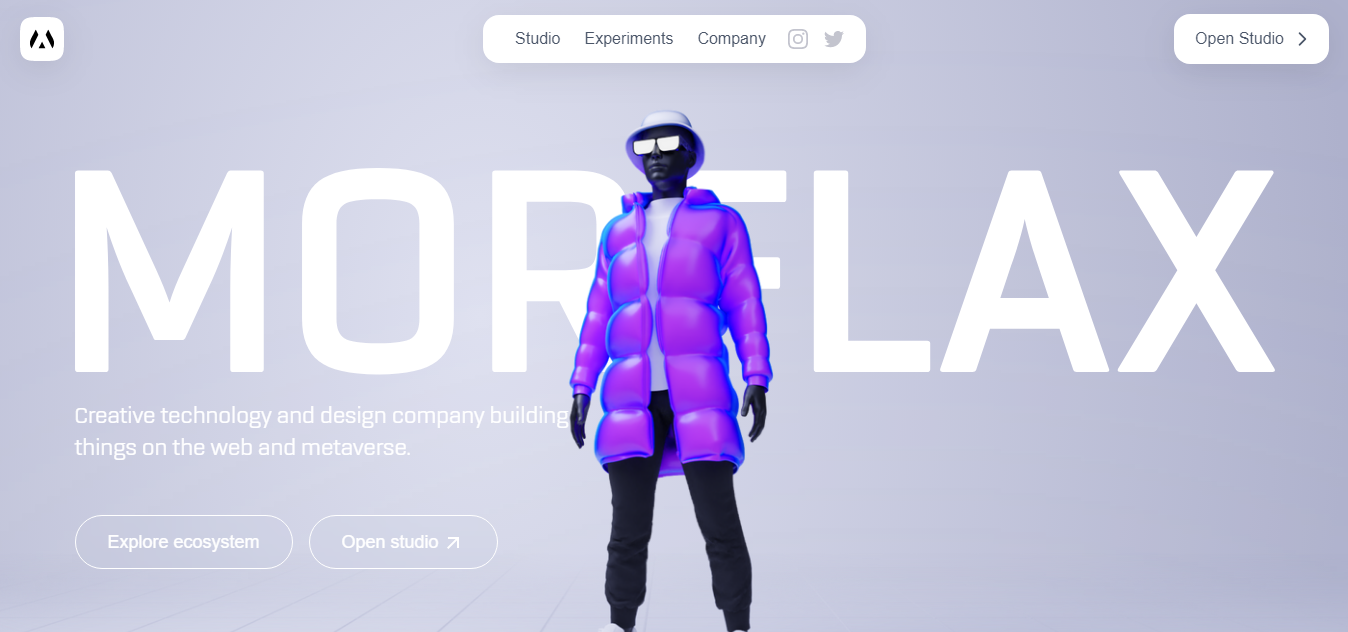 Studio Experiments Company
Open Studio
MORFLAX
Creative technology and design company building
things on the web and metaverse.
Explore ecosystem
Open studio